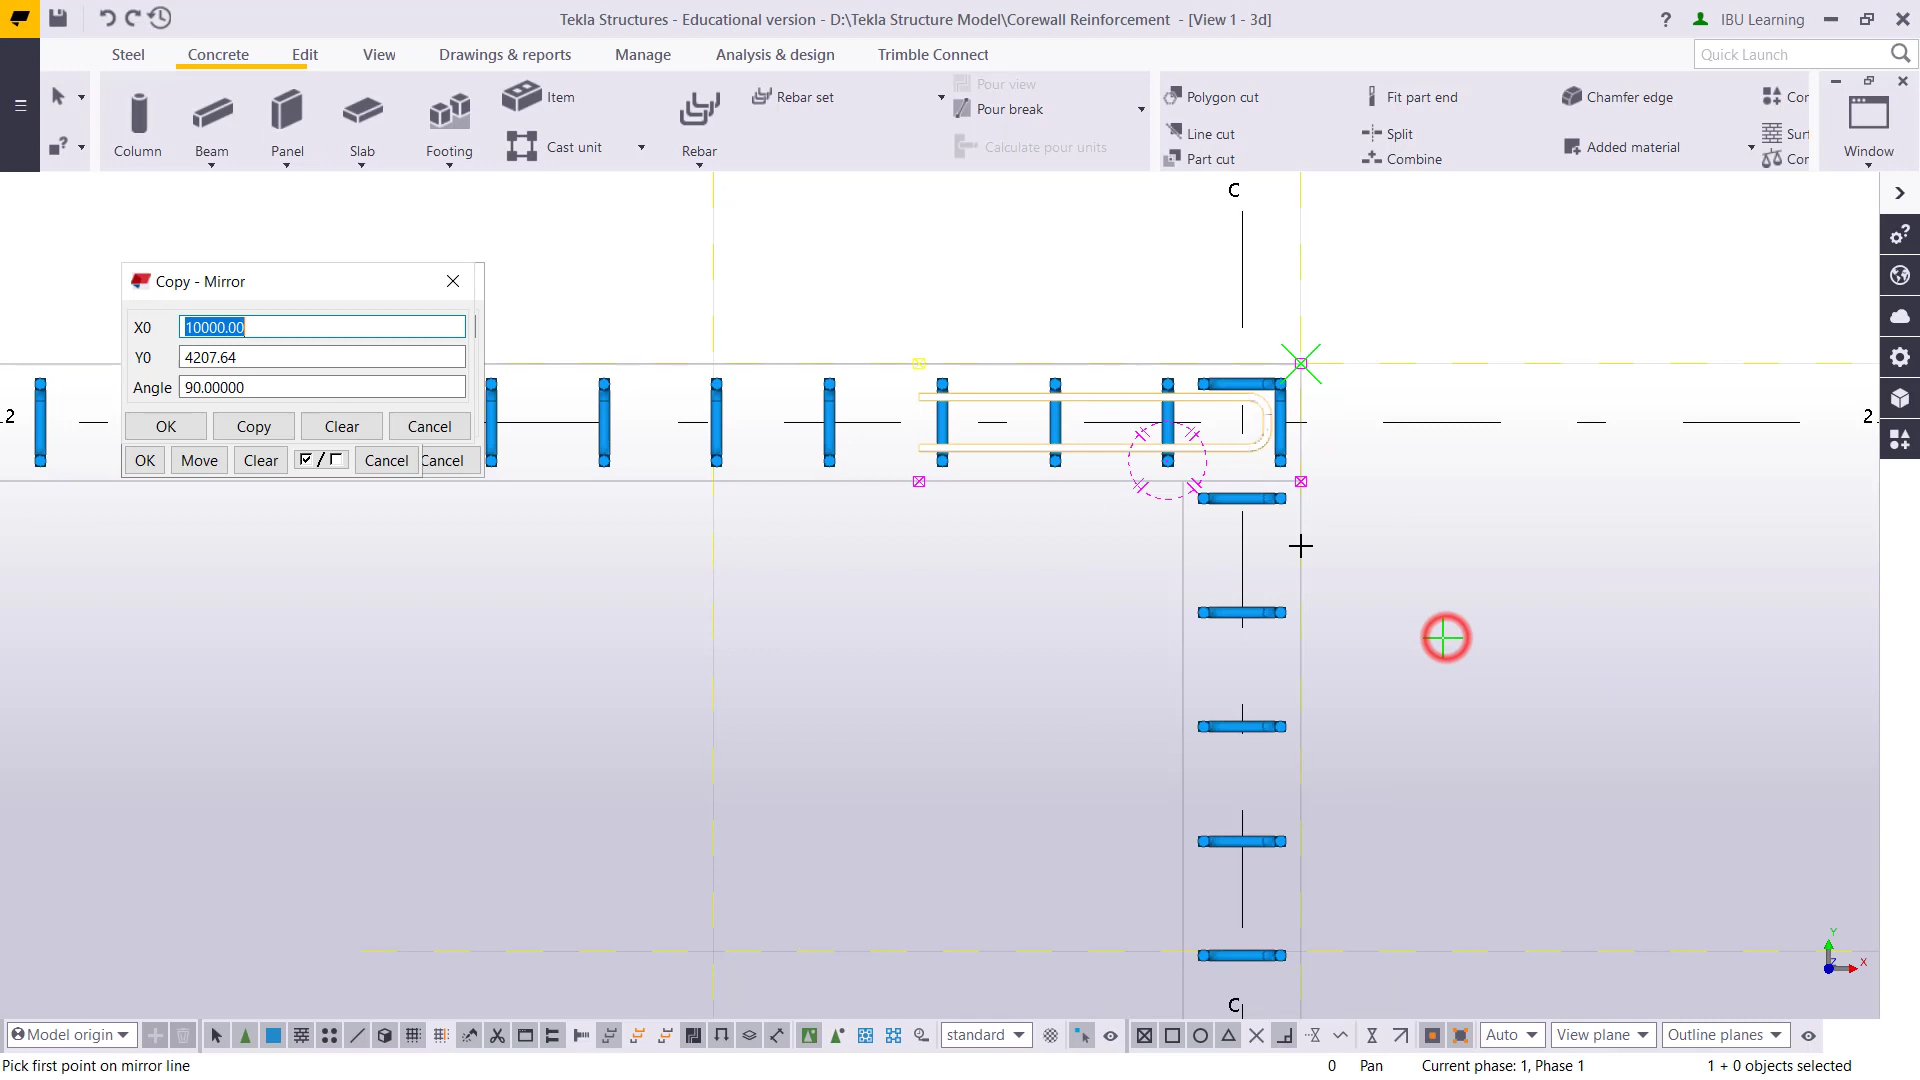 Tekla Structures - Educational version - D:\Tekla Structure Model\Corewall Reinforcement - [View 1 - 3d]
? IBU Learning
Steel Concrete Edit View Drawings & reports Manage Analysis & design Trimble Connect
Quick Launch
Column Beam Panel Slab Footing
Item
Cast unit
Rebar
Rebar set
Pour view
Pour break
Calculate pour units
Polygon cut
Line cut
Part cut
Fit part end
Split
Combine
Chamfer edge
Added material
Cor
Surf
Cor
Window
C
Copy - Mirror
X0 10000.00
Y0 4207.64
Angle 90.00000
OK Copy Clear Cancel
OK Move Clear / Cancel Cancel
2
2
C
Y
Z
X
Model origin
standard
Auto
View plane
Outline planes
Pick first point on mirror line
0 Pan Current phase: 1, Phase 1 1 + 0 objects selected